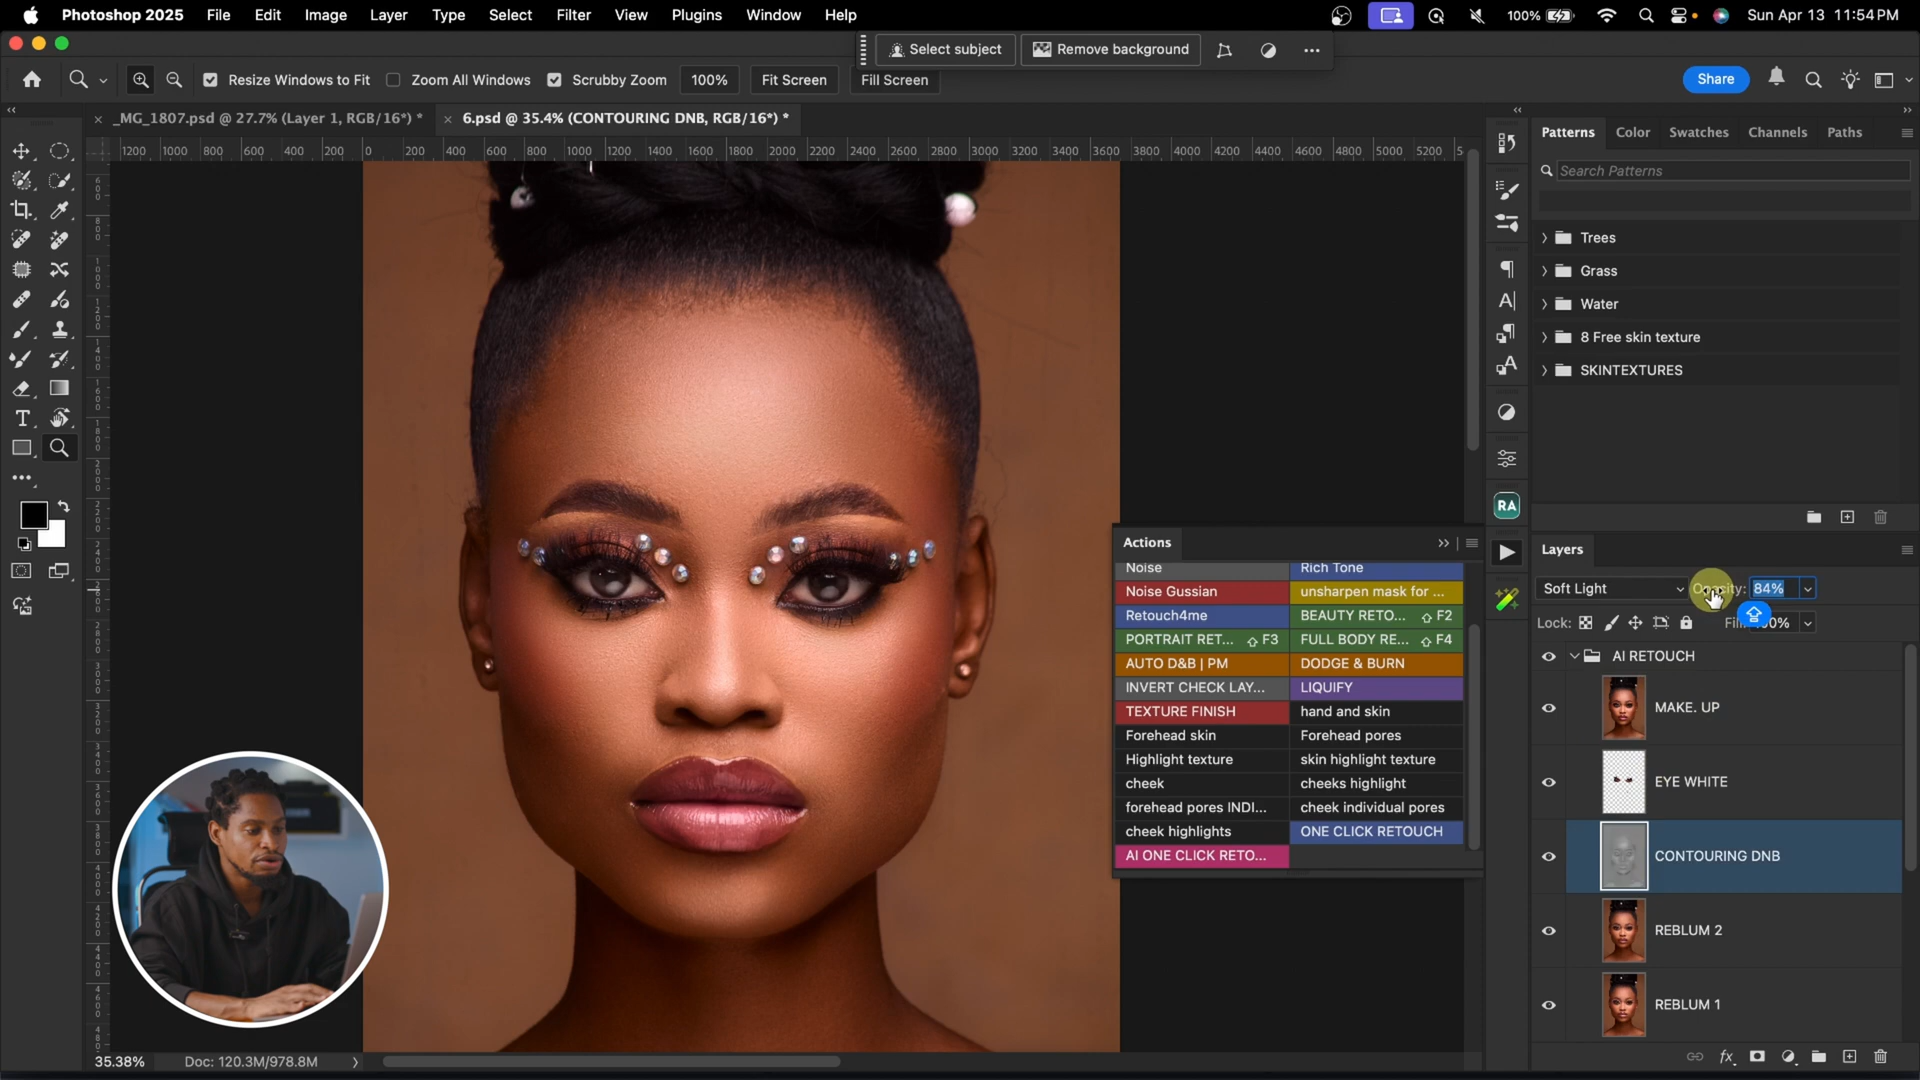 Photoshop 2025 File Edit Image Layer Type Select Filter View Plugins Window Help 100% Sun Apr 13 11:54 PM
Select subject Remove background
Resize Windows to Fit Zoom All Windows Scrubby Zoom 100% Fit Screen Fill Screen Share
_MG_1807.psd @ 27.7% (Layer 1, RGB/16*) * 6.psd @ 35.4% (CONTOURING DNB, RGB/16*) *
1200 1000 800 600 400 200 0 200 400 600 800 1000 1200 1400 1600 1800 2000 2200 2400 2600 2800 3000 3200 3400 3600 3800 4000 4200 4400 4600 4800 5000 5200 5
Patterns Color Swatches Channels Paths
Search Patterns
Trees
Grass
Water
8 Free skin texture
SKINTEXTURES
RA
Actions
Noise Rich Tone
Noise Gussian unsharpen mask for ...
Retouch4me BEAUTY RETO... F2
PORTRAIT RET... F3 FULL BODY RE... F4
AUTO D&B | PM DODGE & BURN
INVERT CHECK LAY... LIQUIFY
TEXTURE FINISH hand and skin
Forehead skin Forehead pores
Highlight texture skin highlight texture
cheek cheeks highlight
forehead pores INDI... cheek individual pores
cheek highlights ONE CLICK RETOUCH
AI ONE CLICK RETO...
Layers
Soft Light Opacity: 84%
Lock: Fill: 100%
AI RETOUCH
MAKE. UP
EYE WHITE
CONTOURING DNB
REBLUM 2
REBLUM 1
35.38% Doc: 120.3M/978.8M